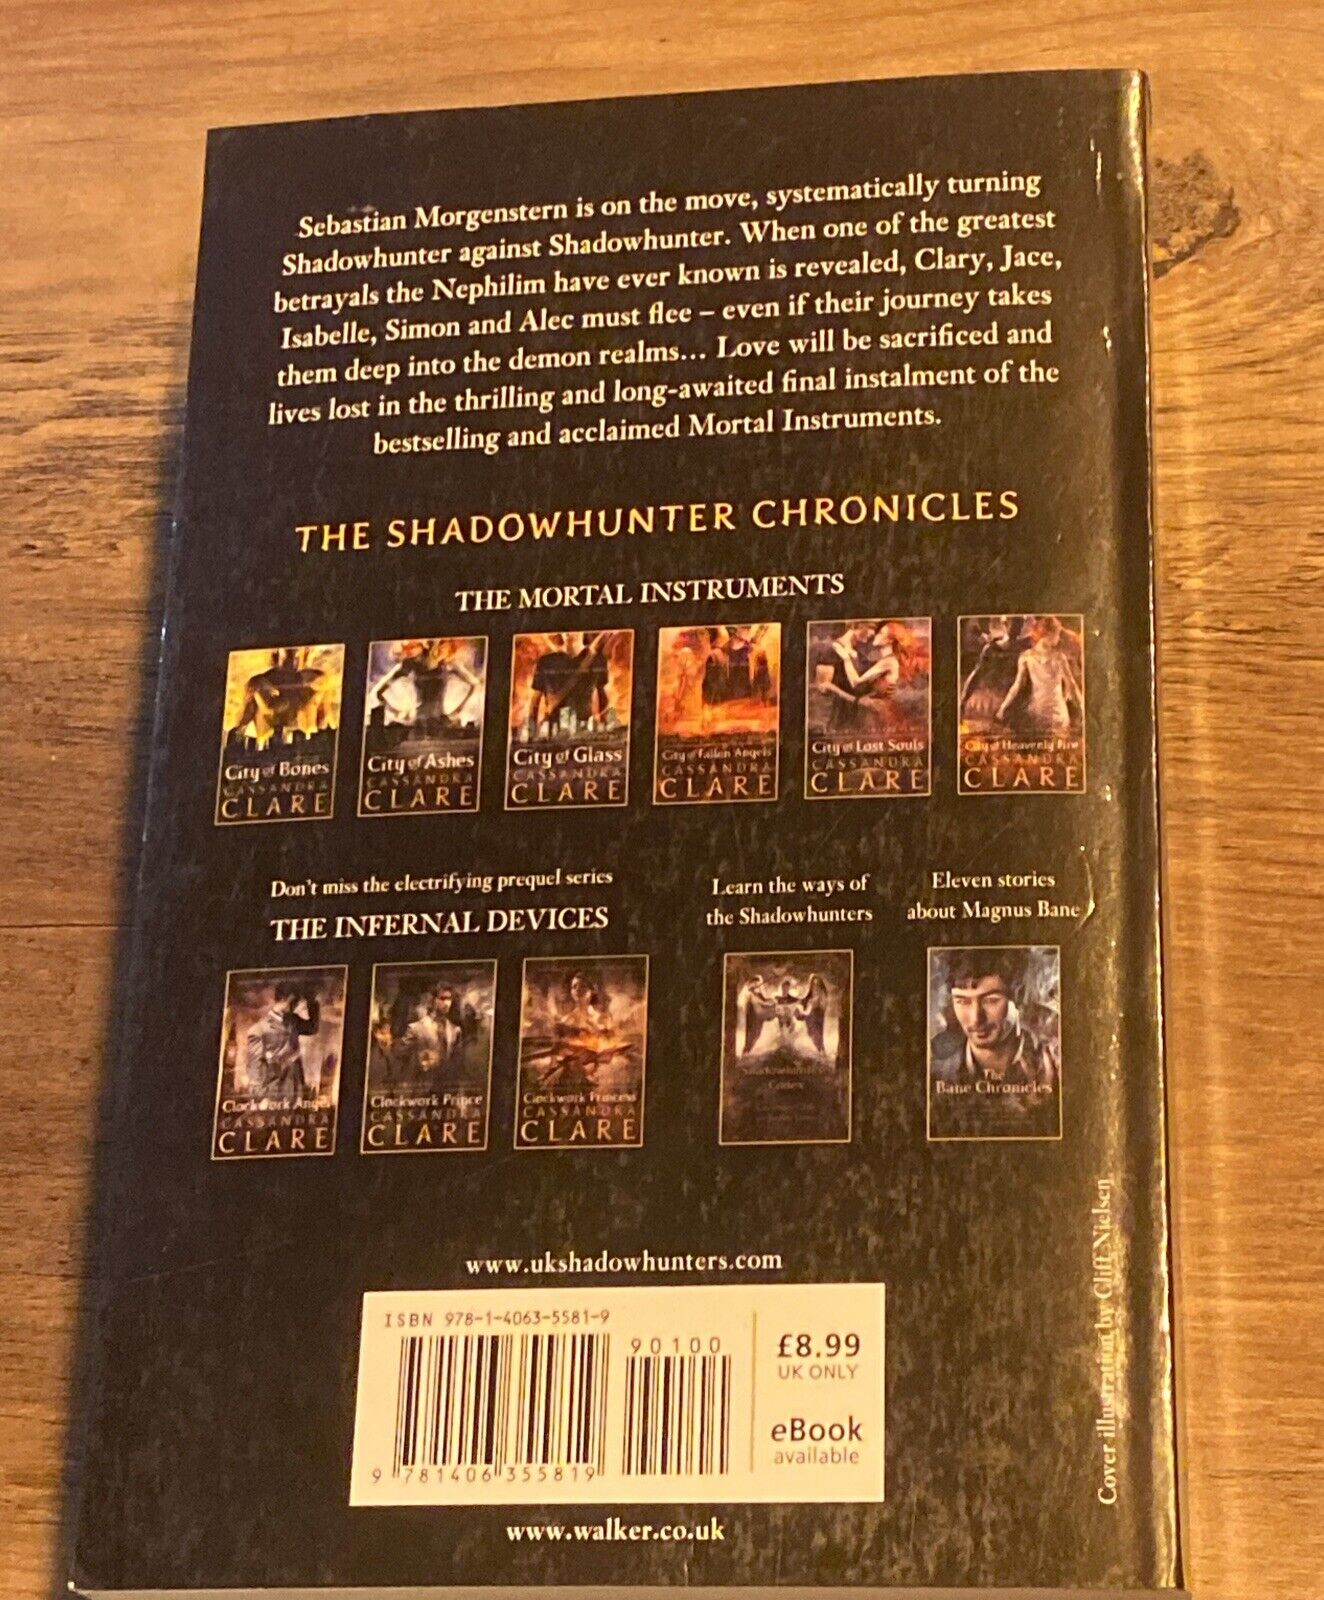 Sebastian Morgenstern is on the move, systematically turning
Shadowhunter against Shadowhunter. When one of the greatest
betrayals the Nephilim have ever known is revealed, Clary, Jace,
Isabelle, Simon and Alec must flee – even if their journey takes
them deep into the demon realms... Love will be sacrificed and
lives lost in the thrilling and long-awaited final instalment of the
bestselling and acclaimed Mortal Instruments.
THE SHADOWHUNTER CHRONICLES
THE MORTAL INSTRUMENTS
City of Bones
CASSANDRA
CLARE
City of Ashes
CASSANDRA
CLARE
City of Glass
CASSANDRA
CLARE
City of Fallen Angels
CASSANDRA
CLARE
City of Lost Souls
CASSANDRA
CLARE
City of Heavenly Fire
CASSANDRA
CLARE
Don't miss the electrifying prequel series
THE INFERNAL DEVICES
Clockwork Angel
CASSANDRA
CLARE
Clockwork Prince
CASSANDRA
CLARE
Clockwork Princess
CASSANDRA
CLARE
Learn the ways of
the Shadowhunters
Shadowhunter's
Codex
Eleven stories
about Magnus Bane
The
Bane Chronicles
www.ukshadowhunters.com
ISBN 978-1-4063-5581-9
90100
9 781406 355819
£8.99
UK ONLY
eBook
available
www.walker.co.uk
Cover illustration by Cliff Nielsen